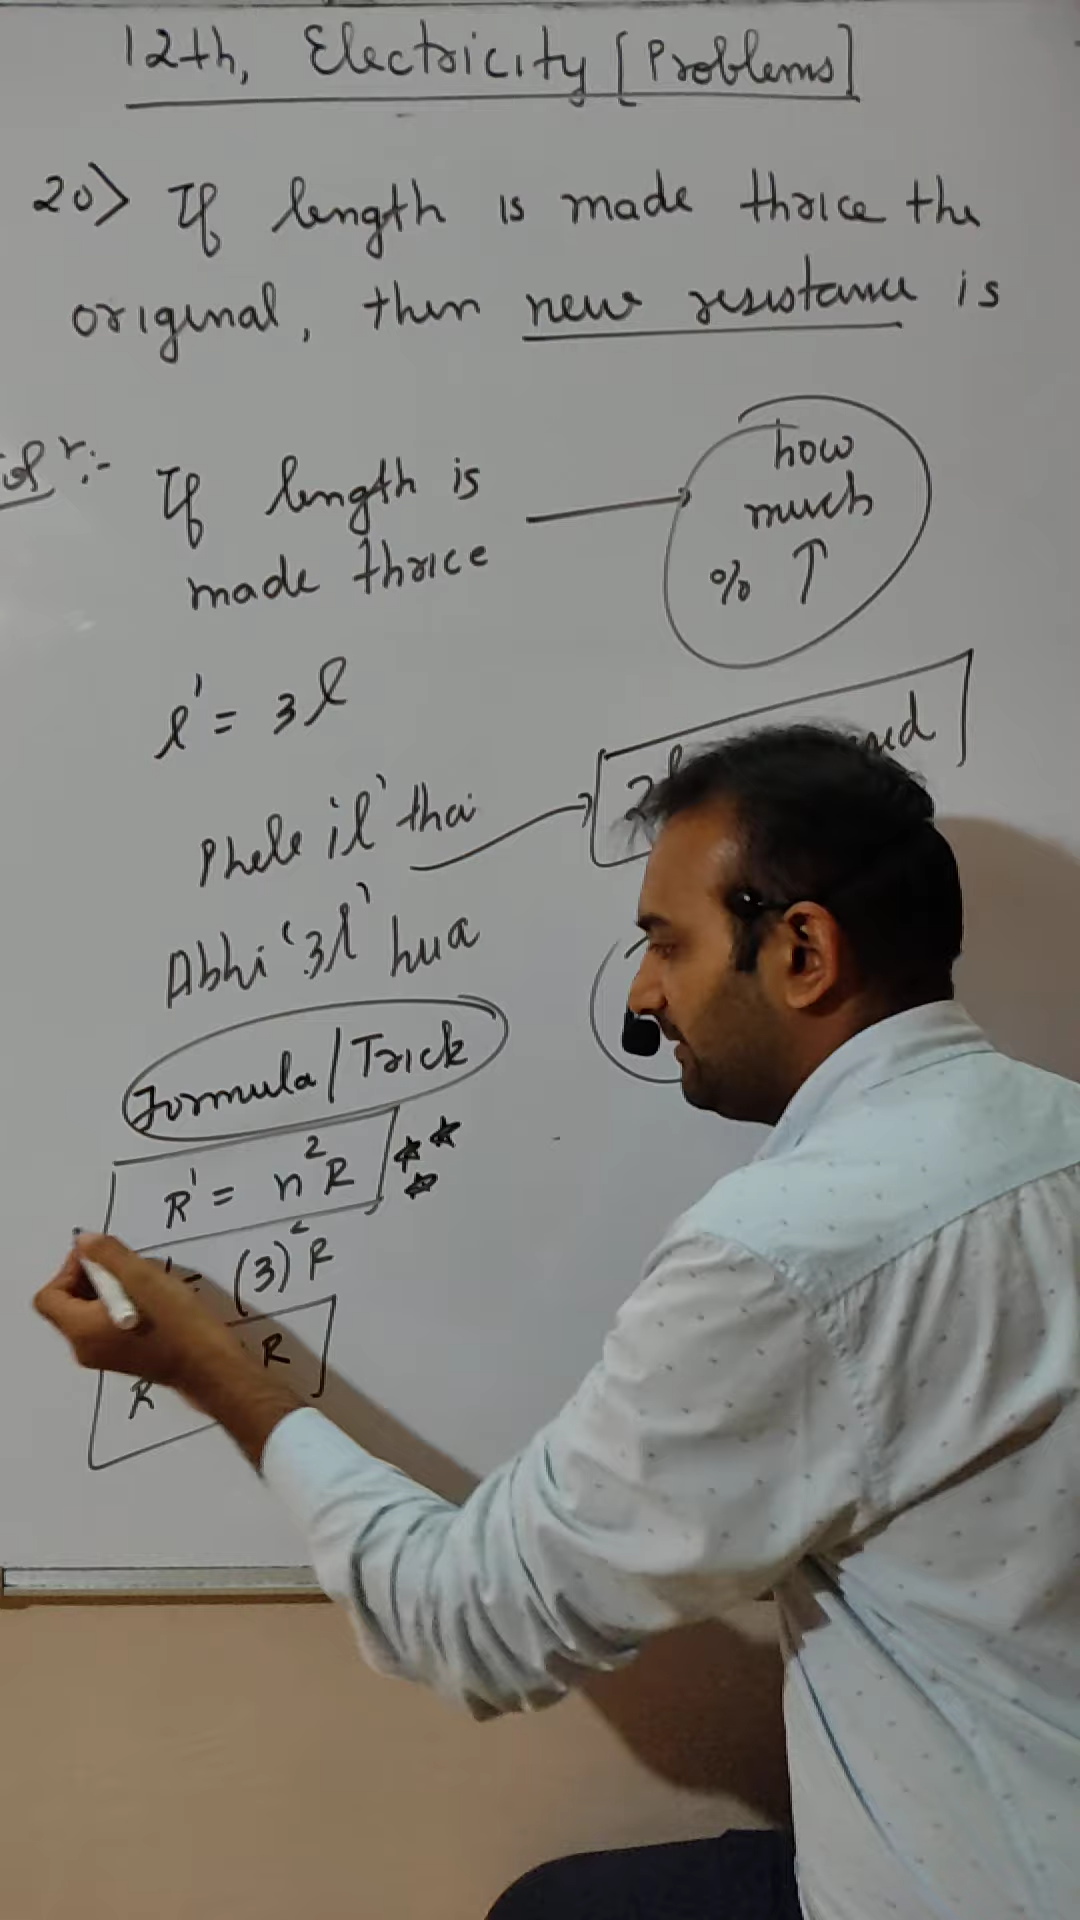 12th, Electricity [Problems]
20> If length is made thrice the
original, then new resistance is
If length is
made thrice
how
much
% ↑
l' = 3l
Phele 'l' tha
Abhi '3l' hua
Formula/Trick
R' = n²R
= (3)²R
R R